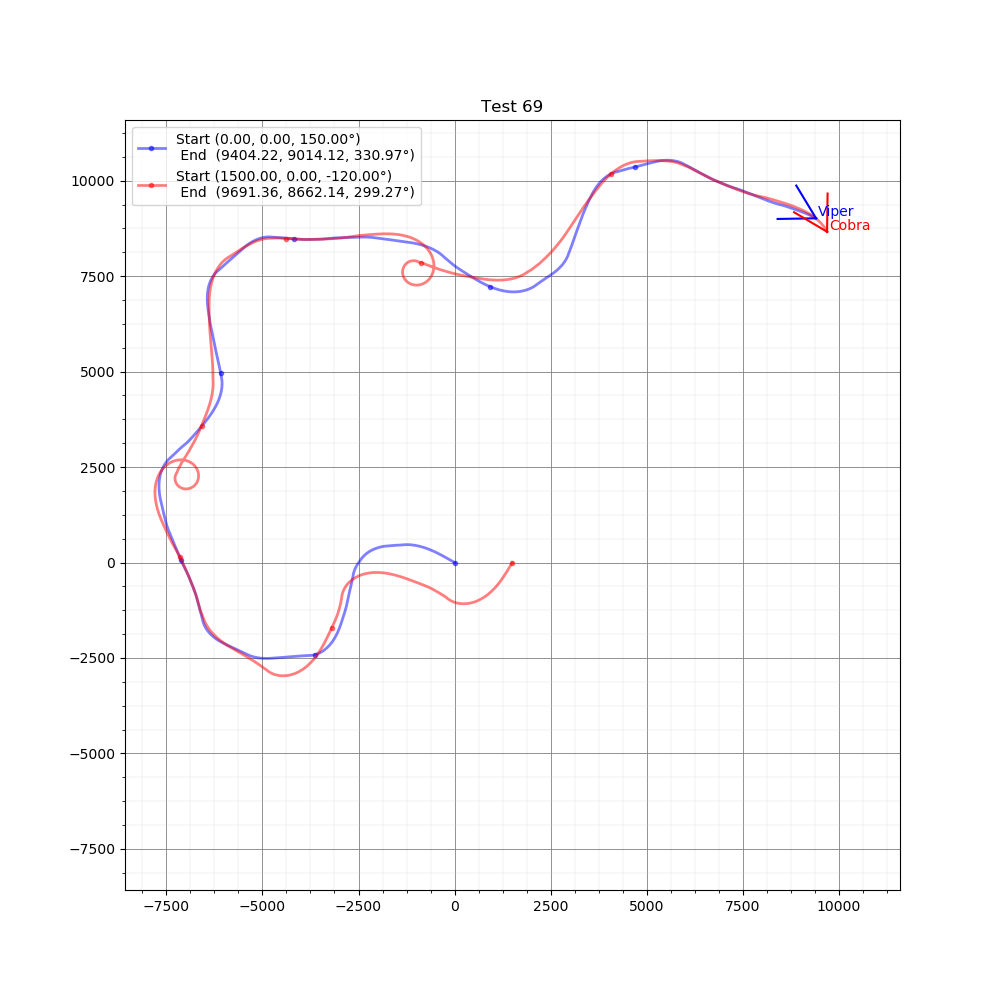 Test 69
Start (0.00, 0.00, 150.00°)
End  (9404.22, 9014.12, 330.97°)
Start (1500.00, 0.00, -120.00°)
End  (9691.36, 8662.14, 299.27°)
10000
7500
5000
2500
0
−2500
−5000
−7500
Viper
Cobra
−7500 −5000 −2500 0 2500 5000 7500 10000